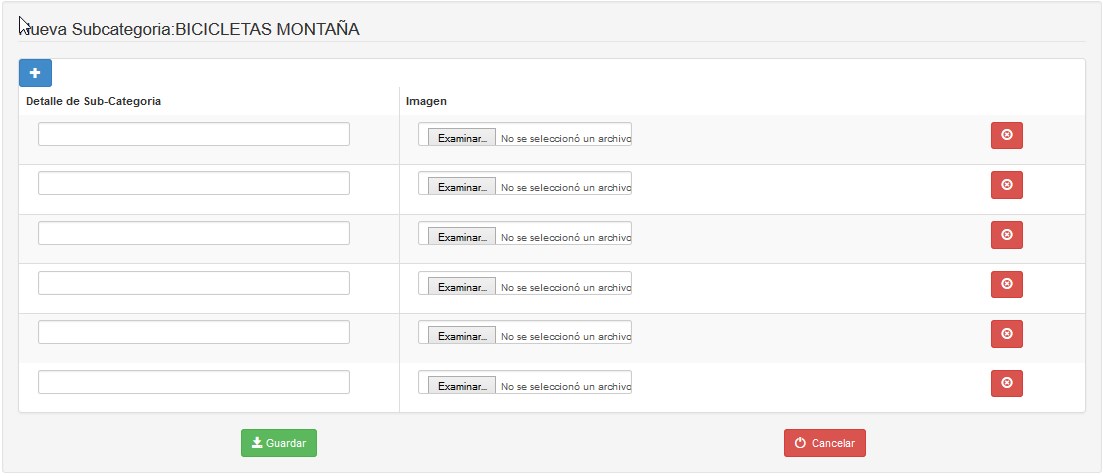 ueva Subcategoria:BICICLETAS MONTAÑA
Detalle de Sub-Categoria Imagen
Examinar... No se seleccionó un archivo
Examinar... No se seleccionó un archivo
Examinar... No se seleccionó un archivo
Examinar... No se seleccionó un archivo
Examinar... No se seleccionó un archivo
Examinar... No se seleccionó un archivo
Guardar Cancelar